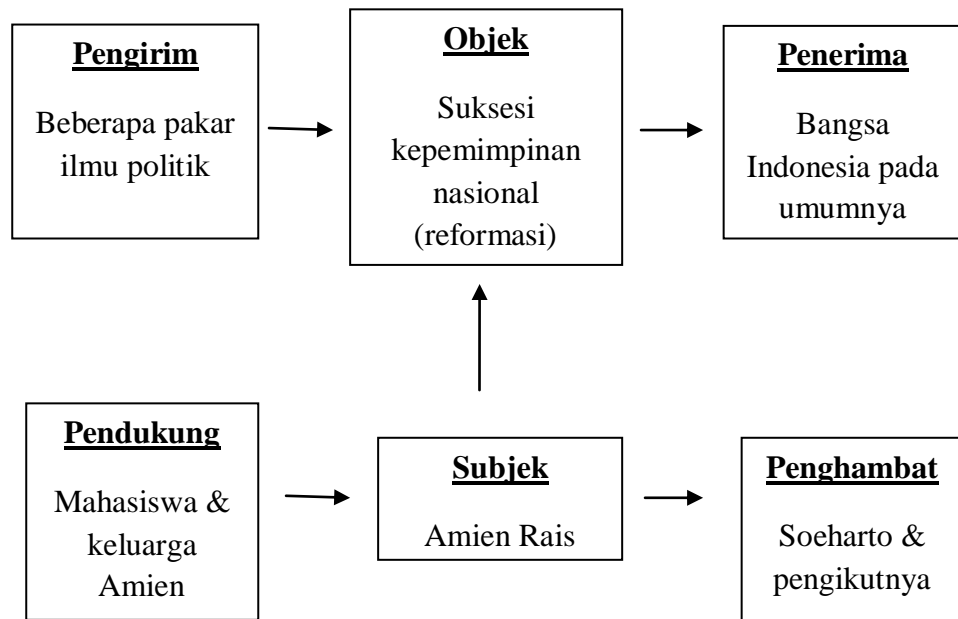 Pengirim
Beberapa pakar
ilmu politik
Objek
Suksesi
kepemimpinan
nasional
(reformasi)
Penerima
Bangsa
Indonesia pada
umumnya
Pendukung
Mahasiswa &
keluarga
Amien
Subjek
Amien Rais
Penghambat
Soeharto &
pengikutnya